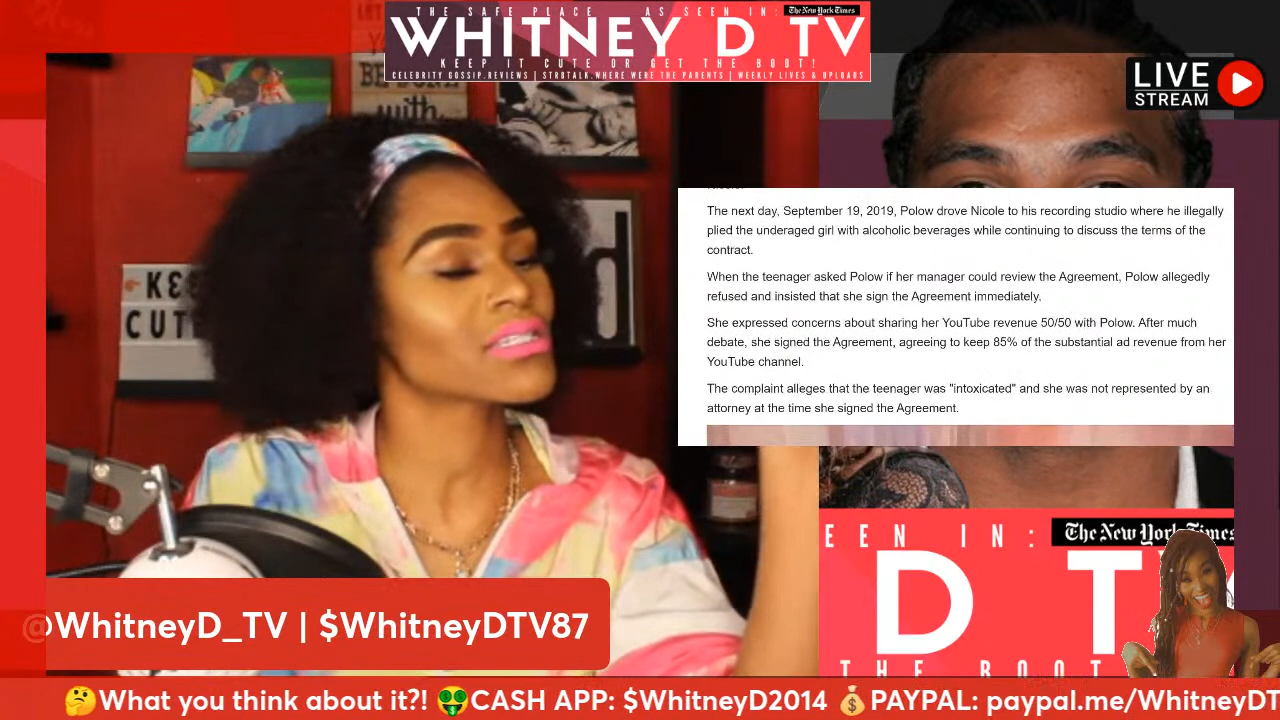 THE SAFE PLACE AS SEEN IN: The New York Times
WHITNEY D TV
KEEP IT CUTE OR GET THE BOOT!
CELEBRITY GOSSIP.REVIEWS | STR8TALK.WHERE WERE THE PARENTS | WEEKLY LIVES & UPLOADS
LIVE
STREAM
BE
with
KE
CUT
d
The next day, September 19, 2019, Polow drove Nicole to his recording studio where he illegally
plied the underaged girl with alcoholic beverages while continuing to discuss the terms of the
contract.
When the teenager asked Polow if her manager could review the Agreement, Polow allegedly
refused and insisted that she sign the Agreement immediately.
She expressed concerns about sharing her YouTube revenue 50/50 with Polow. After much
debate, she signed the Agreement, agreeing to keep 85% of the substantial ad revenue from her
YouTube channel.
The complaint alleges that the teenager was "intoxicated" and she was not represented by an
attorney at the time she signed the Agreement.
EEN IN: The New York Times
D T
THE BOOT
@WhitneyD_TV | $WhitneyDTV87
🤔What you think about it?! 🤑CASH APP: $WhitneyD2014 💰PAYPAL: paypal.me/WhitneyDT